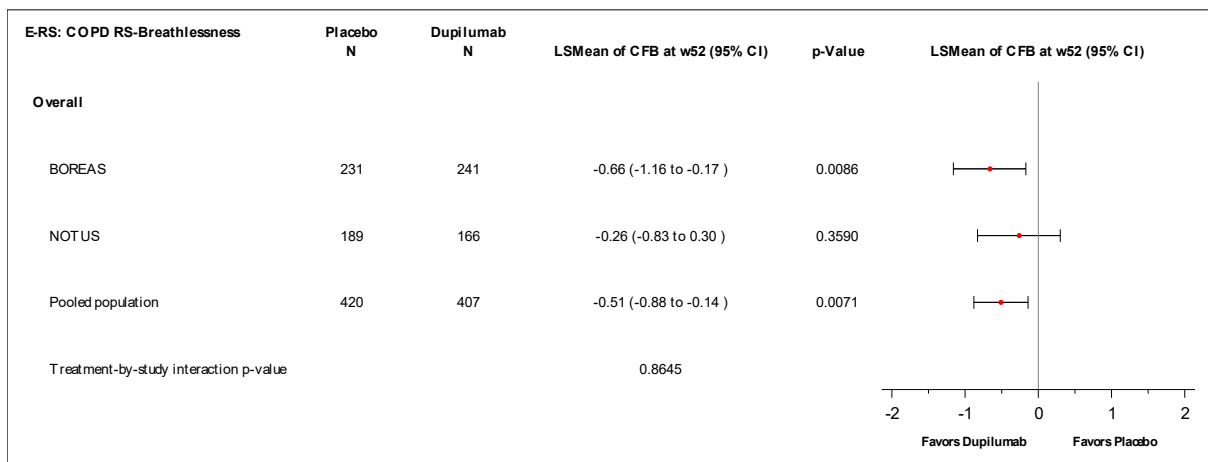 E-RS: COPD RS-Breathlessness Placebo N Dupilumab N LSMean of CFB at w52 (95% CI) p-Value LSMean of CFB at w52 (95% CI)
Overall
BOREAS 231 241 -0.66 (-1.16 to -0.17 ) 0.0086
NOTUS 189 166 -0.26 (-0.83 to 0.30 ) 0.3590
Pooled population 420 407 -0.51 (-0.88 to -0.14 ) 0.0071
Treatment-by-study interaction p-value 0.8645
-2 -1 0 1 2
Favors Dupilumab Favors Placebo